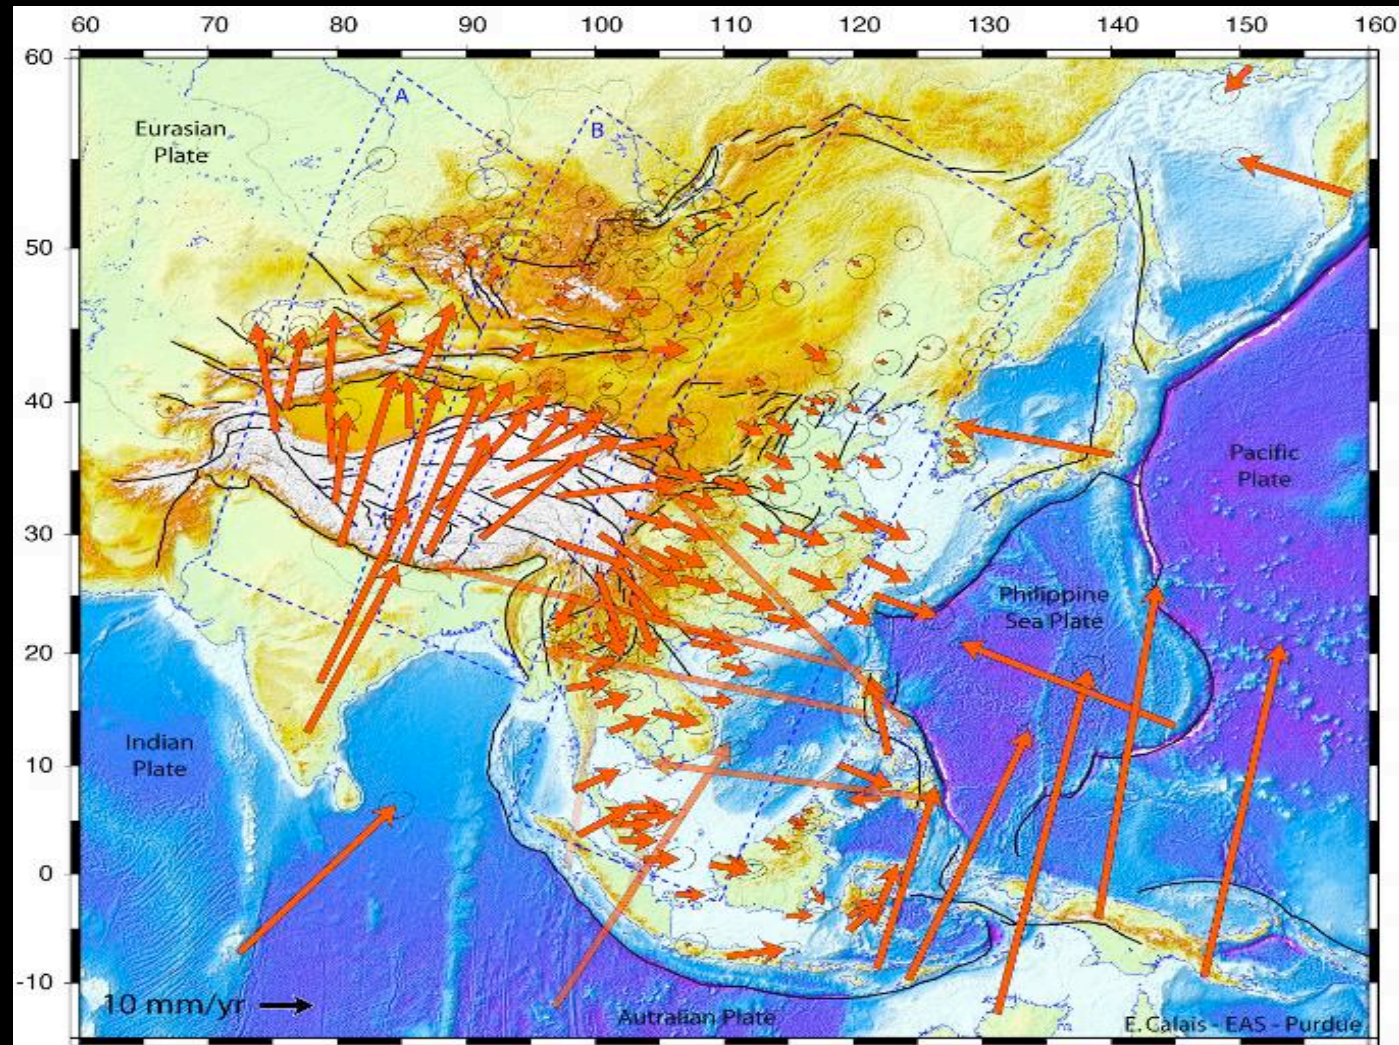 60 70 80 90 100 110 120 130 140 150 160
60
A
B
Eurasian
Plate
50
C
40
Pacific
Plate
30
Philippine
Sea Plate
20
Indian
Plate
10
0
-10
10 mm/yr
Autralian Plate
E. Calais - EAS - Purdue